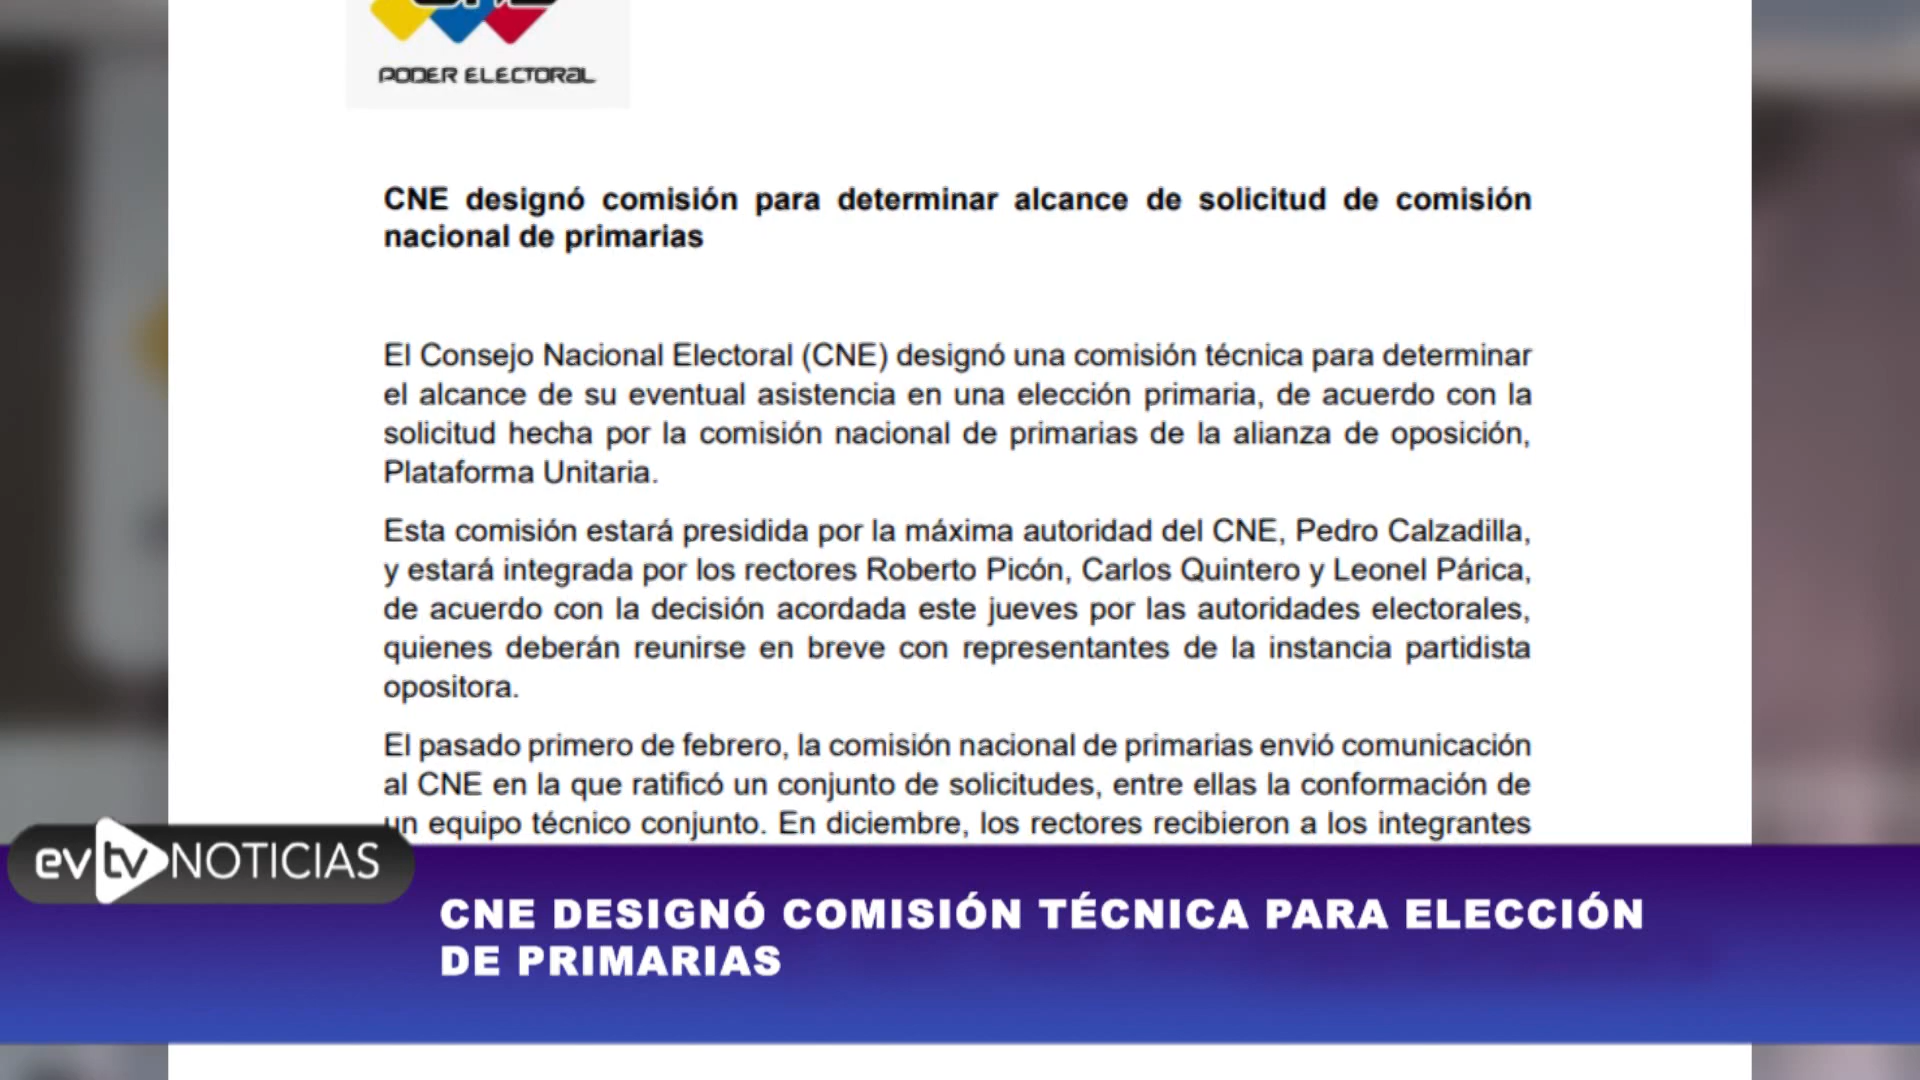 PODER ELECTORAL
CNE designó comisión para determinar alcance de solicitud de comisión
nacional de primarias
El Consejo Nacional Electoral (CNE) designó una comisión técnica para determinar
el alcance de su eventual asistencia en una elección primaria, de acuerdo con la
solicitud hecha por la comisión nacional de primarias de la alianza de oposición,
Plataforma Unitaria.
Esta comisión estará presidida por la máxima autoridad del CNE, Pedro Calzadilla,
y estará integrada por los rectores Roberto Picón, Carlos Quintero y Leonel Párica,
de acuerdo con la decisión acordada este jueves por las autoridades electorales,
quienes deberán reunirse en breve con representantes de la instancia partidista
opositora.
El pasado primero de febrero, la comisión nacional de primarias envió comunicación
al CNE en la que ratificó un conjunto de solicitudes, entre ellas la conformación de
un equipo técnico conjunto. En diciembre, los rectores recibieron a los integrantes
evtv NOTICIAS
CNE DESIGNÓ COMISIÓN TÉCNICA PARA ELECCIÓN
DE PRIMARIAS